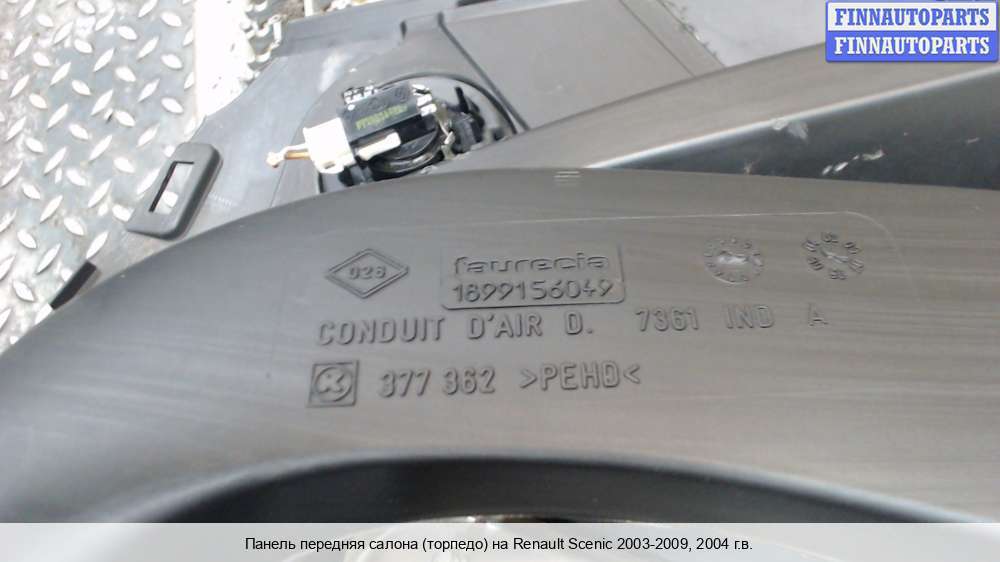 FINNAUTOPARTS
FINNAUTOPARTS
026
faurecia
1899156049
CONDUIT D'AIR D. 7361 IND A
377 362 >PEHD<
Панель передняя салона (торпедо) на Renault Scenic 2003-2009, 2004 г.в.